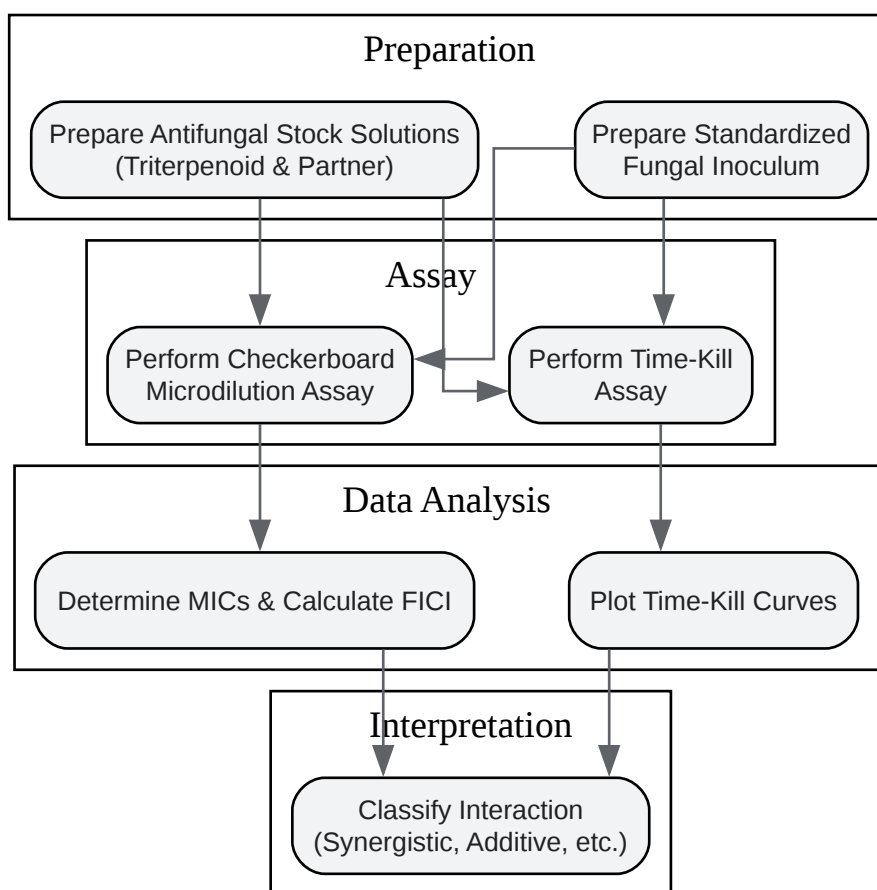 Preparation
Prepare Antifungal Stock Solutions
(Triterpenoid & Partner)
Prepare Standardized
Fungal Inoculum
Assay
Perform Checkerboard
Microdilution Assay
Perform Time-Kill
Assay
Data Analysis
Determine MICs & Calculate FICI
Plot Time-Kill Curves
Interpretation
Classify Interaction
(Synergistic, Additive, etc.)